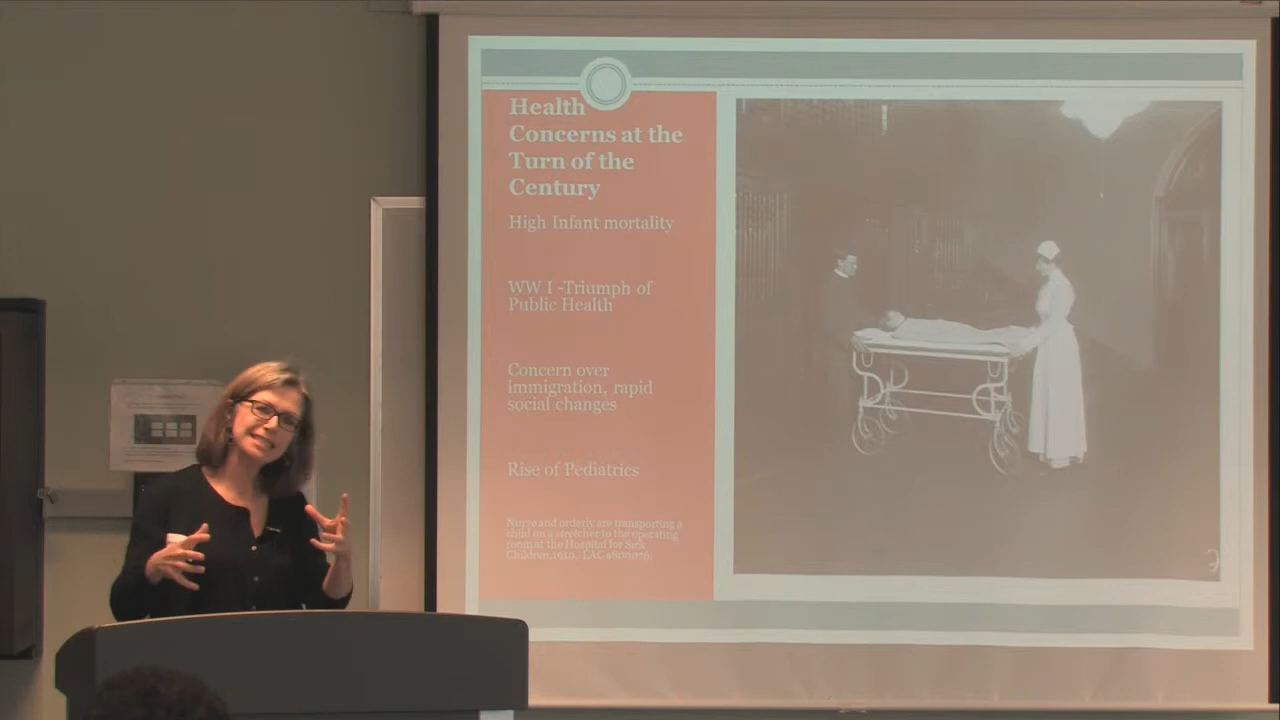 Health
Concerns at the
Turn of the
Century
High Infant mortality
WW I -Triumph of
Public Health
Concern over
immigration, rapid
social changes
Rise of Pediatrics
Nurse and orderly are transporting a
child on a stretcher to the operating
room at the Hospital for Sick
Children,1910. LAC